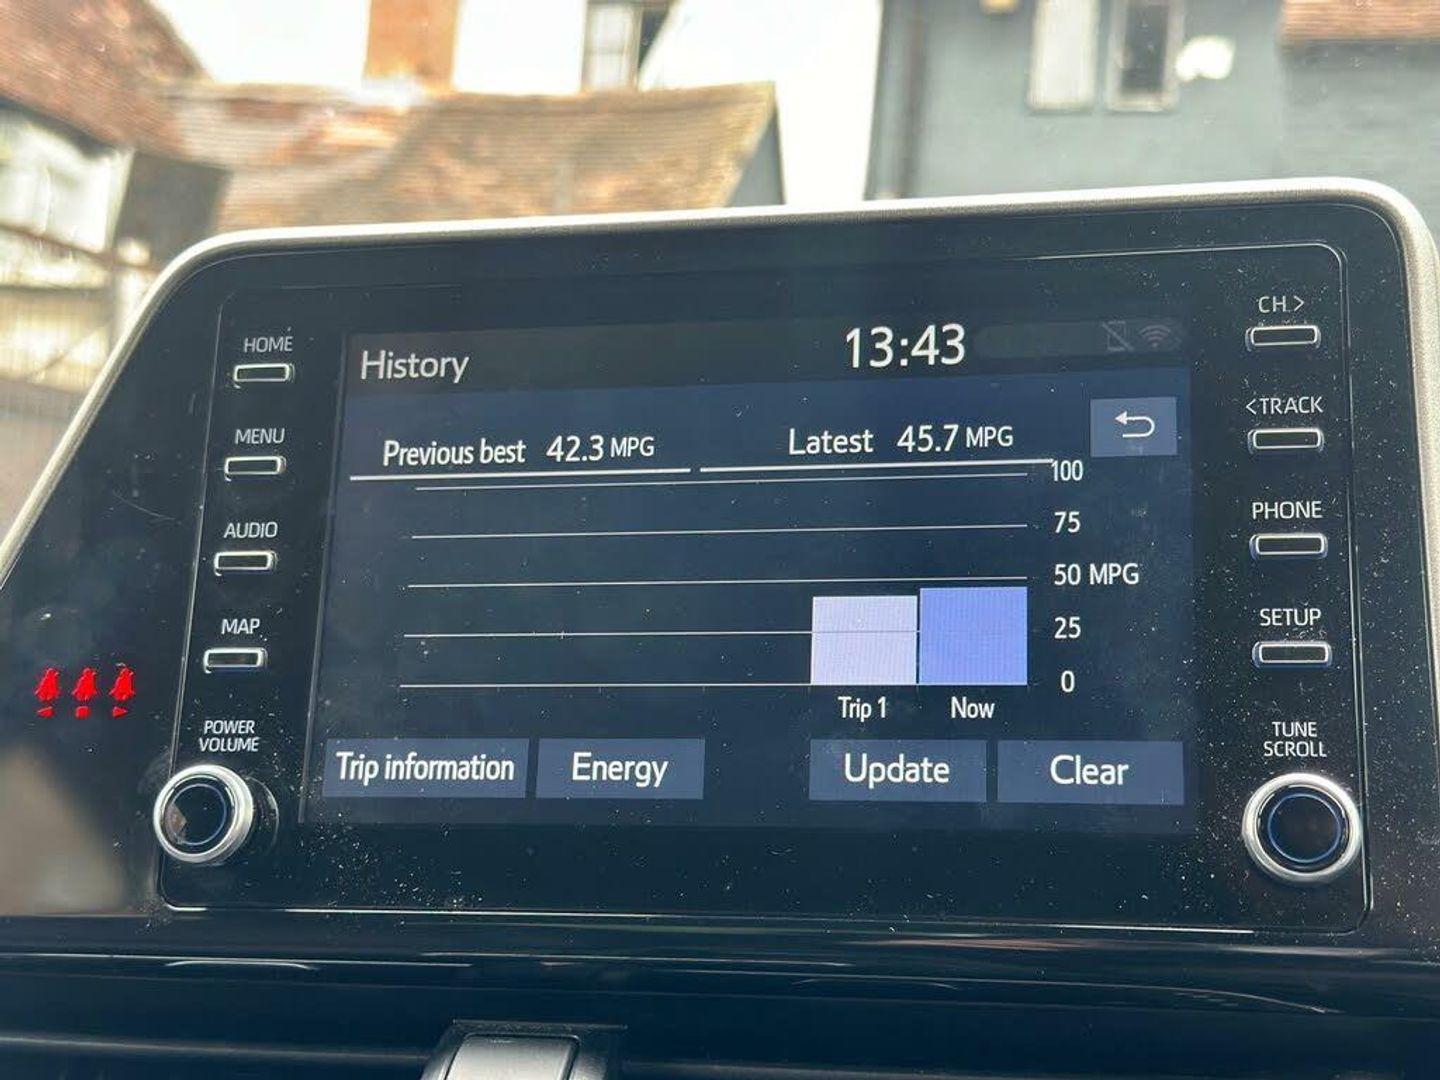 HOME
MENU
AUDIO
MAP
POWER
VOLUME
History
13:43
Previous best 42.3 MPG
Latest 45.7 MPG
100
75
50 MPG
25
0
Trip 1
Now
Trip information
Energy
Update
Clear
CH.>
<TRACK
PHONE
SETUP
TUNE
SCROLL